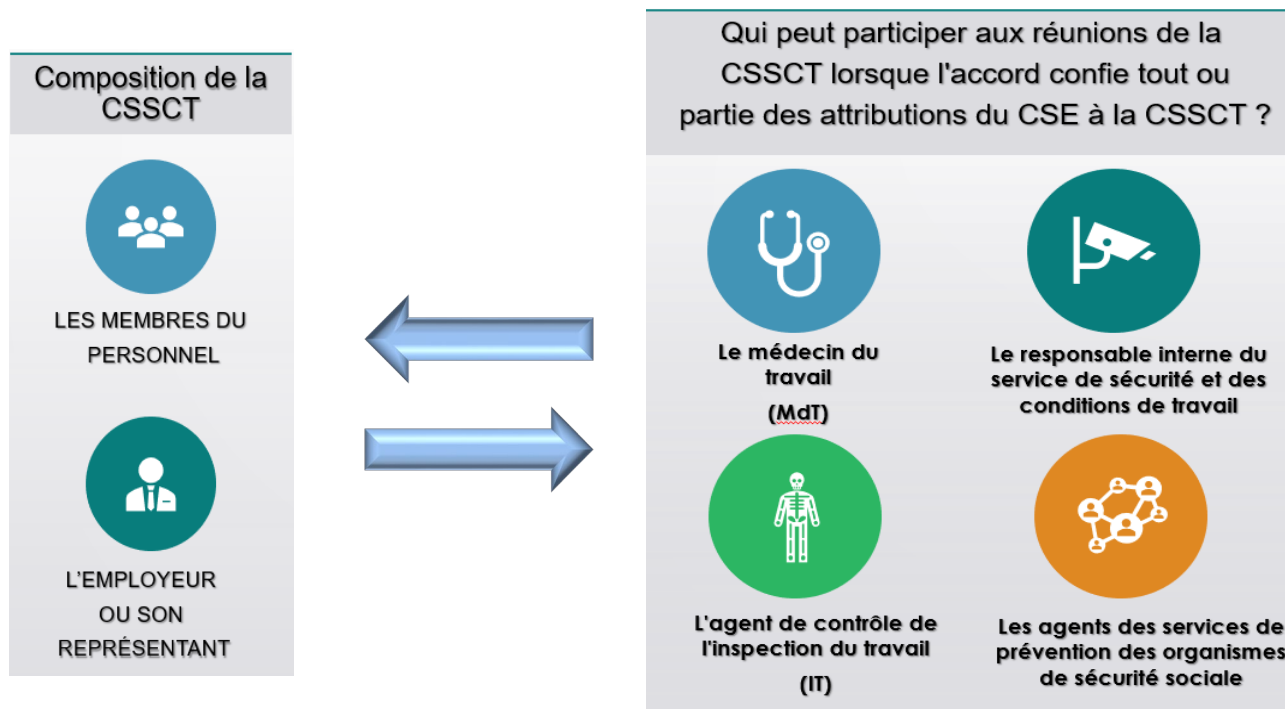 Composition de la
CSSCT
LES MEMBRES DU
PERSONNEL
L'EMPLOYEUR
OU SON
REPRÉSENTANT
Qui peut participer aux réunions de la
CSSCT lorsque l'accord confie tout ou
partie des attributions du CSE à la CSSCT ?
Le médecin du
travail
(MdT)
Le responsable interne du
service de sécurité et des
conditions de travail
L'agent de contrôle de
l'inspection du travail
(IT)
Les agents des services de
prévention des organismes
de sécurité sociale